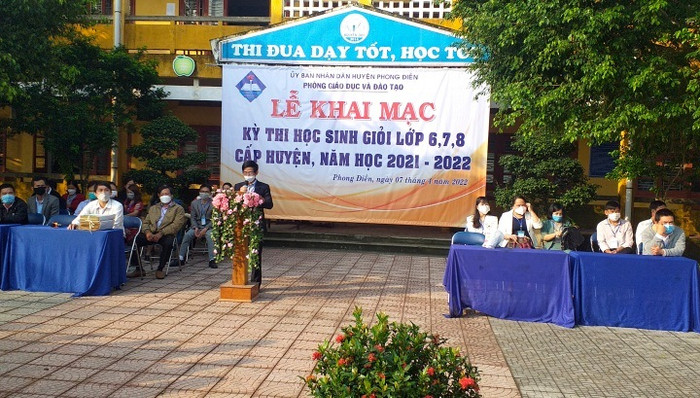 THI ĐUA DẠY TỐT, HỌC TỐ
ỦY BAN NHÂN DÂN HUYỆN PHONG ĐIỀN
PHÒNG GIÁO DỤC VÀ ĐÀO TẠO
LỄ KHAI MẠC
KỲ THI HỌC SINH GIỎI LỚP 6,7,8
CẤP HUYỆN, NĂM HỌC 2021 - 2022
Phong Điền, ngày 07 tháng 4 năm 2022